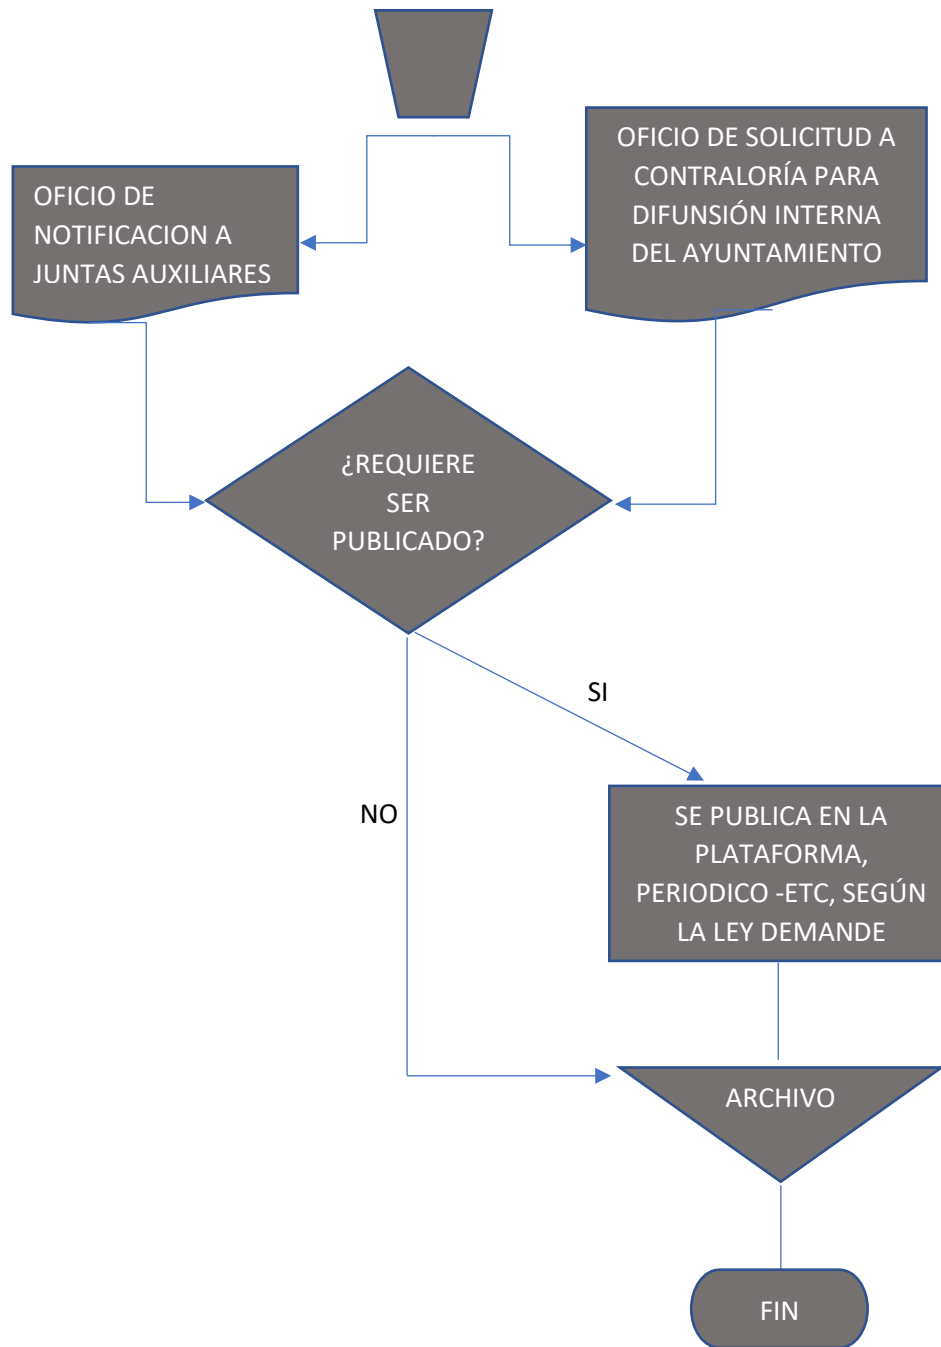 OFICIO DE
NOTIFICACION A
JUNTAS AUXILIARES
OFICIO DE SOLICITUD A
CONTRALORÍA PARA
DIFUNSIÓN INTERNA
DEL AYUNTAMIENTO
¿REQUIERE
SER
PUBLICADO?
SI
NO
SE PUBLICA EN LA
PLATAFORMA,
PERIODICO -ETC, SEGÚN
LA LEY DEMANDE
ARCHIVO
FIN